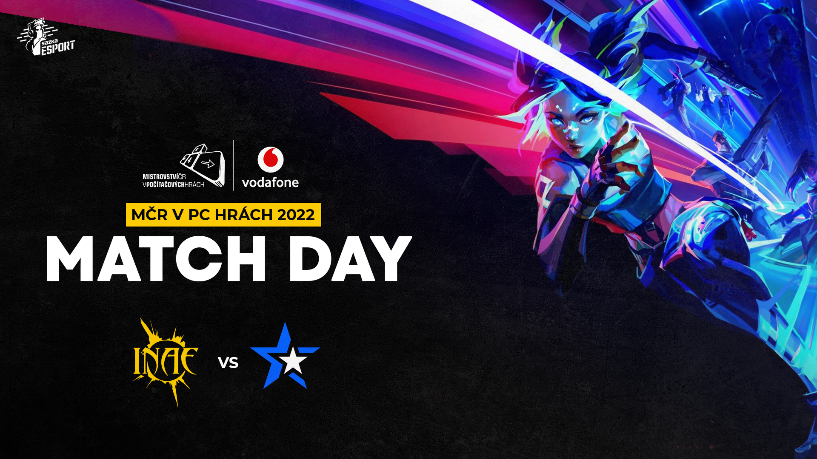 ESPORT
MISTROVSTVÍ ČR
V POČÍTAČOVÝCH HRÁCH
vodafone
MČR V PC HRÁCH 2022
MATCH DAY
INAE
VS